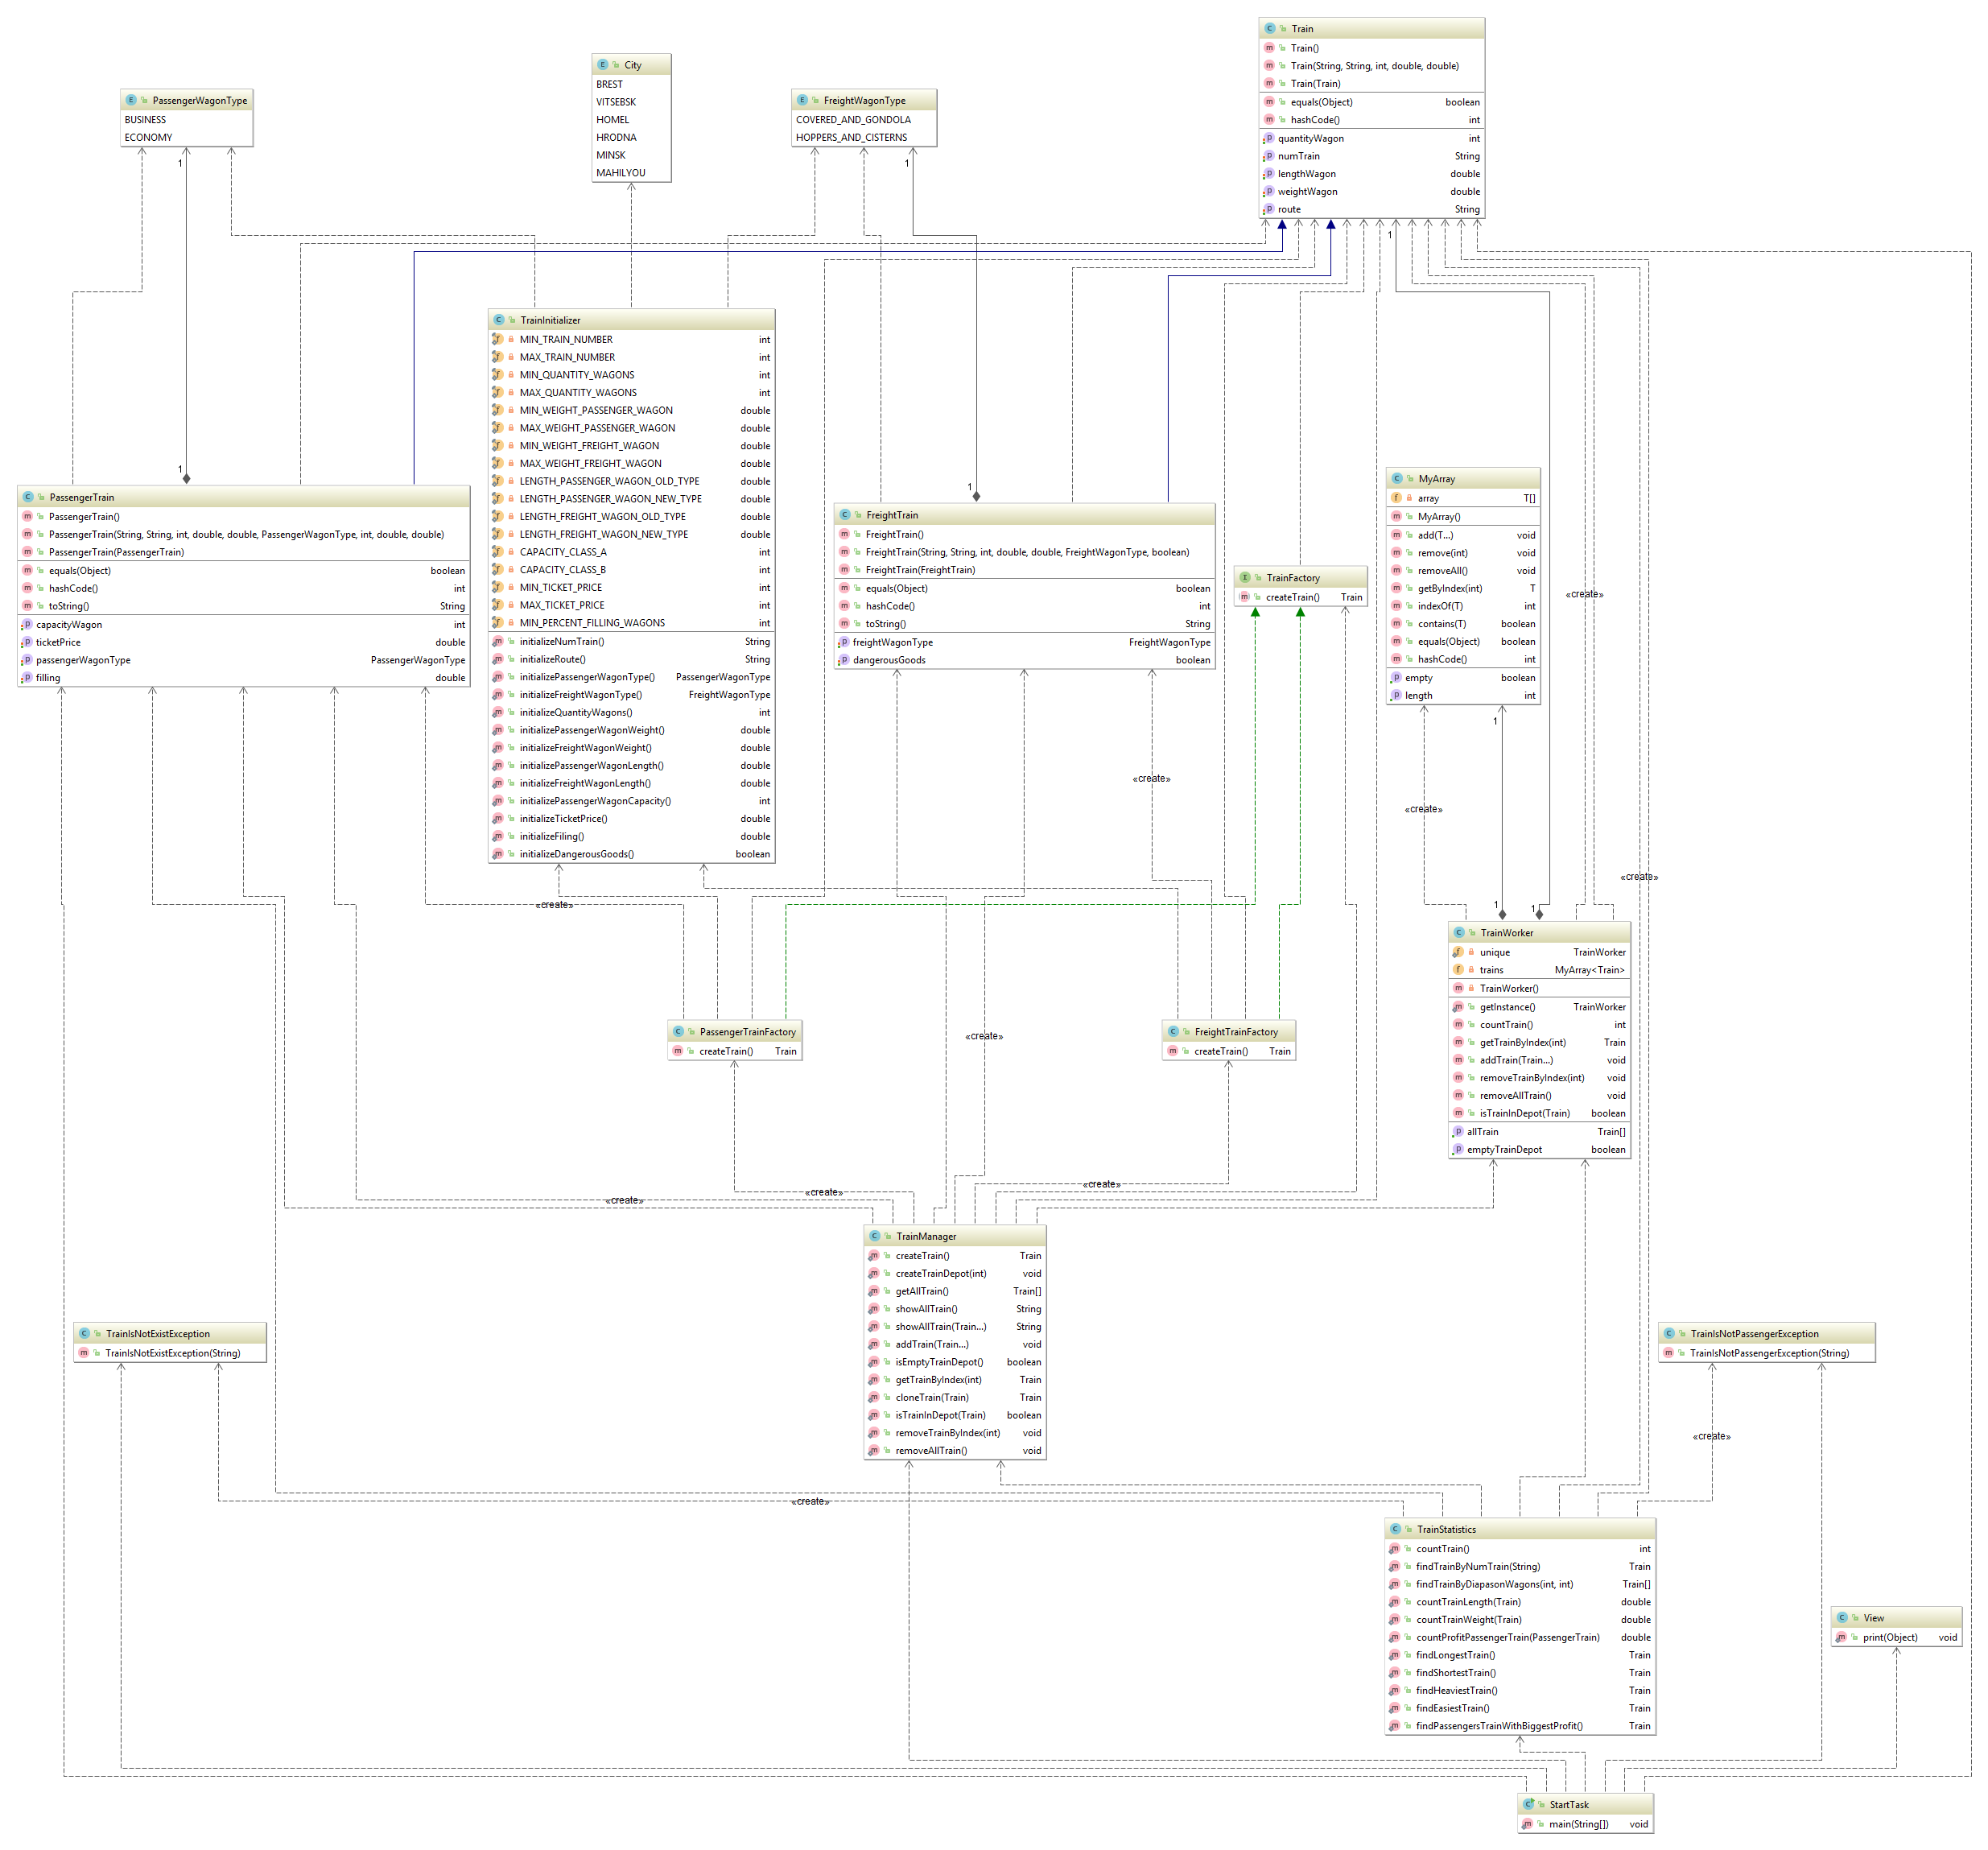 Train
Train()
Train(String, String, int, double, double)
Train(Train)
equals(Object) boolean
hashCode() int
quantityWagon int
numTrain String
lengthWagon double
weightWagon double
route String
City
BREST
VITSEBSK
HOMEL
HRODNA
MINSK
MAHILYOU
PassengerWagonType
BUSINESS
ECONOMY
FreightWagonType
COVERED_AND_GONDOLA
HOPPERS_AND_CISTERNS
1
1
1
TrainInitializer
MIN_TRAIN_NUMBER int
MAX_TRAIN_NUMBER int
MIN_QUANTITY_WAGONS int
MAX_QUANTITY_WAGONS int
MIN_WEIGHT_PASSENGER_WAGON double
MAX_WEIGHT_PASSENGER_WAGON double
MIN_WEIGHT_FREIGHT_WAGON double
MAX_WEIGHT_FREIGHT_WAGON double
LENGTH_PASSENGER_WAGON_OLD_TYPE double
LENGTH_PASSENGER_WAGON_NEW_TYPE double
LENGTH_FREIGHT_WAGON_OLD_TYPE double
LENGTH_FREIGHT_WAGON_NEW_TYPE double
CAPACITY_CLASS_A int
CAPACITY_CLASS_B int
MIN_TICKET_PRICE int
MAX_TICKET_PRICE int
MIN_PERCENT_FILLING_WAGONS int
initializeNumTrain() String
initializeRoute() String
initializePassengerWagonType() PassengerWagonType
initializeFreightWagonType() FreightWagonType
initializeQuantityWagons() int
initializePassengerWagonWeight() double
initializeFreightWagonWeight() double
initializePassengerWagonLength() double
initializeFreightWagonLength() double
initializePassengerWagonCapacity() int
initializeTicketPrice() double
initializeFiling() double
initializeDangerousGoods() boolean
1
1
PassengerTrain
PassengerTrain()
PassengerTrain(String, String, int, double, double, PassengerWagonType, int, double, double)
PassengerTrain(PassengerTrain)
equals(Object) boolean
hashCode() int
toString() String
capacityWagon int
ticketPrice double
passengerWagonType PassengerWagonType
filling double
FreightTrain
FreightTrain()
FreightTrain(String, String, int, double, double, FreightWagonType, boolean)
FreightTrain(FreightTrain)
equals(Object) boolean
hashCode() int
toString() String
freightWagonType FreightWagonType
dangerousGoods boolean
TrainFactory
createTrain() Train
MyArray
array T[]
MyArray()
add(T...) void
remove(int) void
removeAll() void
getByIndex(int) T
indexOf(T) int
contains(T) boolean
equals(Object) boolean
hashCode() int
empty boolean
length int
«create»
1
«create»
«create»
«create»
«create»
1
1
TrainWorker
unique TrainWorker
trains MyArray<Train>
TrainWorker()
getInstance() TrainWorker
countTrain() int
getTrainByIndex(int) Train
addTrain(Train...) void
removeTrainByIndex(int) void
removeAllTrain() void
isTrainInDepot(Train) boolean
allTrain Train[]
emptyTrainDepot boolean
PassengerTrainFactory
createTrain() Train
FreightTrainFactory
createTrain() Train
«create»
«create»
«create»
«create»
TrainManager
createTrain() Train
createTrainDepot(int) void
getAllTrain() Train[]
showAllTrain() String
showAllTrain(Train...) String
addTrain(Train...) void
isEmptyTrainDepot() boolean
getTrainByIndex(int) Train
cloneTrain(Train) Train
isTrainInDepot(Train) boolean
removeTrainByIndex(int) void
removeAllTrain() void
TrainIsNotExistException
TrainIsNotExistException(String)
TrainIsNotPassengerException
TrainIsNotPassengerException(String)
«create»
«create»
TrainStatistics
countTrain() int
findTrainByNumTrain(String) Train
findTrainByDiapasonWagons(int, int) Train[]
countTrainLength(Train) double
countTrainWeight(Train) double
countProfitPassengerTrain(PassengerTrain) double
findLongestTrain() Train
findShortestTrain() Train
findHeaviestTrain() Train
findEasiestTrain() Train
findPassengersTrainWithBiggestProfit() Train
View
print(Object) void
StartTask
main(String[]) void